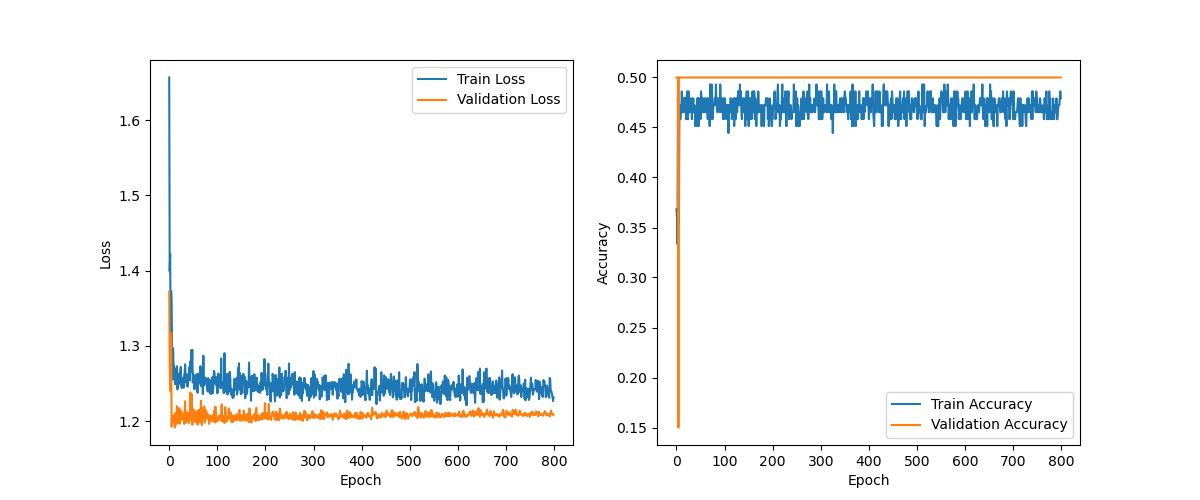 Train Loss
Validation Loss
1.6
1.5
1.4
1.3
1.2
Loss
0 100 200 300 400 500 600 700 800
Epoch
0.50
0.45
0.40
0.35
0.30
0.25
0.20
0.15
Accuracy
Train Accuracy
Validation Accuracy
0 100 200 300 400 500 600 700 800
Epoch